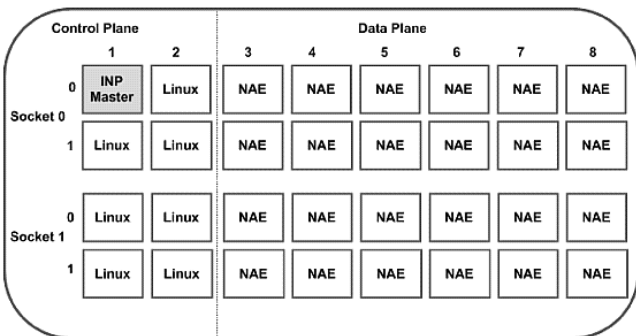 Control Plane Data Plane
1 2 3 4 5 6 7 8
0 INP Master Linux NAE NAE NAE NAE NAE NAE
Socket 0
1 Linux Linux NAE NAE NAE NAE NAE NAE
0 Linux Linux NAE NAE NAE NAE NAE NAE
Socket 1
1 Linux Linux NAE NAE NAE NAE NAE NAE